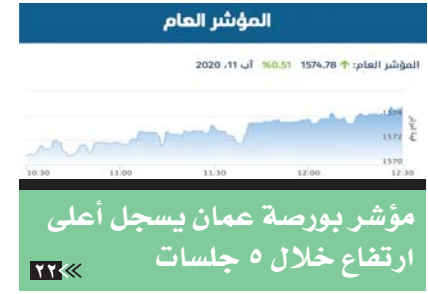 المؤشر العام
المؤشر العام: ↑ 1574.78 %0.51 آب 11، 2020
1574
1572
1570
10:30 11:00 11:30 12:00 12:30
مؤشر بورصة عمان يسجل أعلى
ارتفاع خلال ٥ جلسات
٢٢»